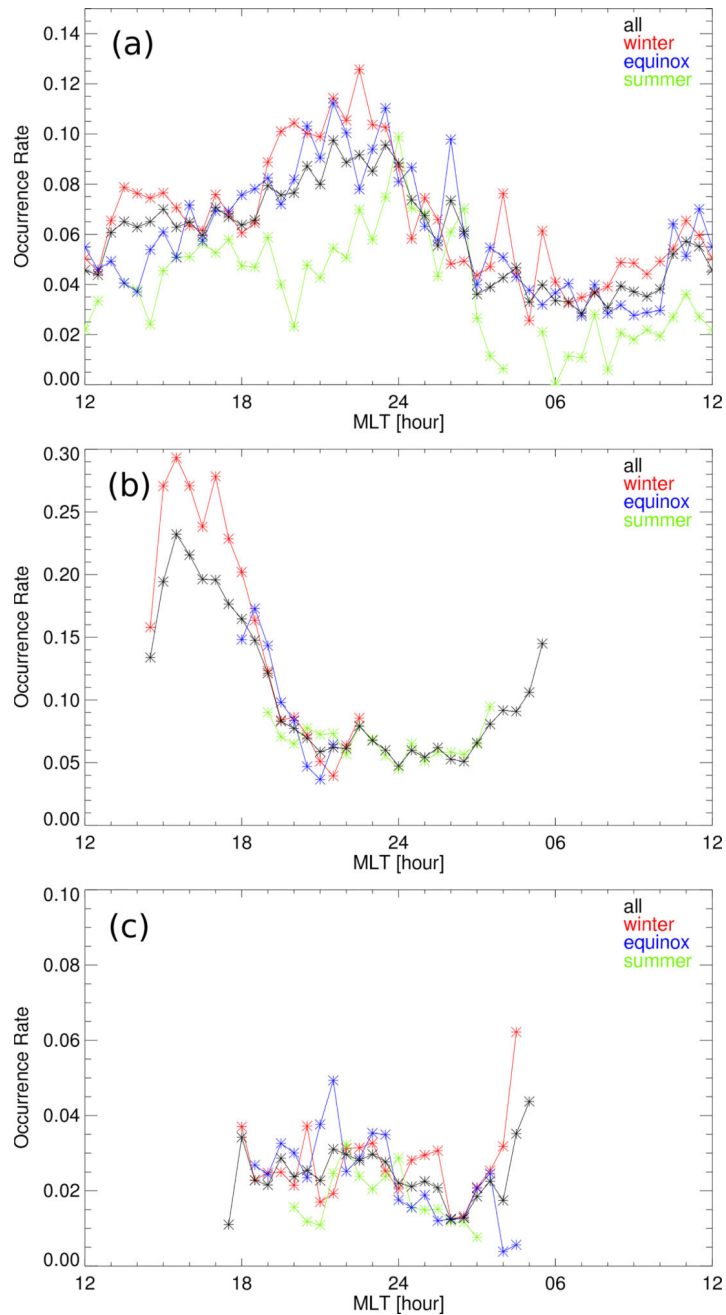 0.14
(a)
all
winter
equinox
summer
0.12
0.10
0.08
0.06
0.04
0.02
0.00
Occurrence Rate
12 18 24 06 12
MLT [hour]
0.30
(b)
all
winter
equinox
summer
0.25
0.20
0.15
0.10
0.05
0.00
Occurrence Rate
12 18 24 06 12
MLT [hour]
0.10
(c)
all
winter
equinox
summer
0.08
0.06
0.04
0.02
0.00
Occurrence Rate
12 18 24 06 12
MLT [hour]